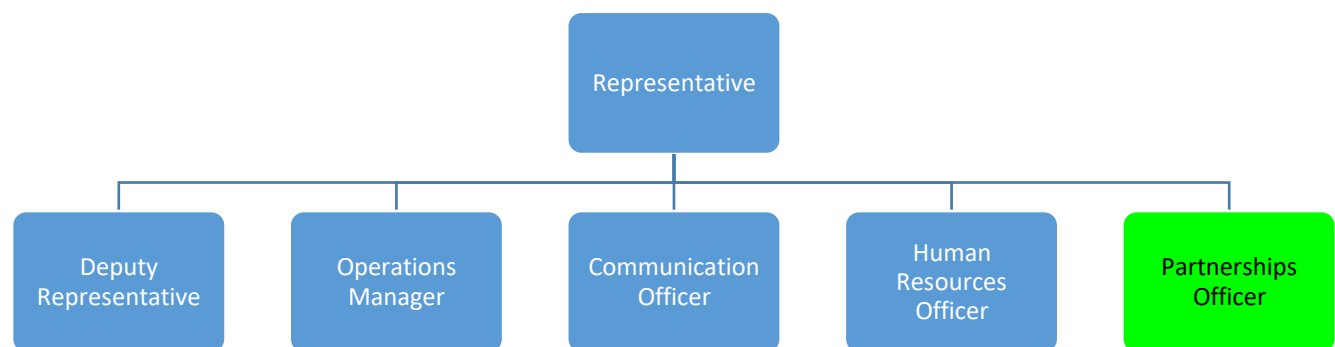 Representative
Deputy
Representative
Operations
Manager
Communication
Officer
Human
Resources
Officer
Partnerships
Officer